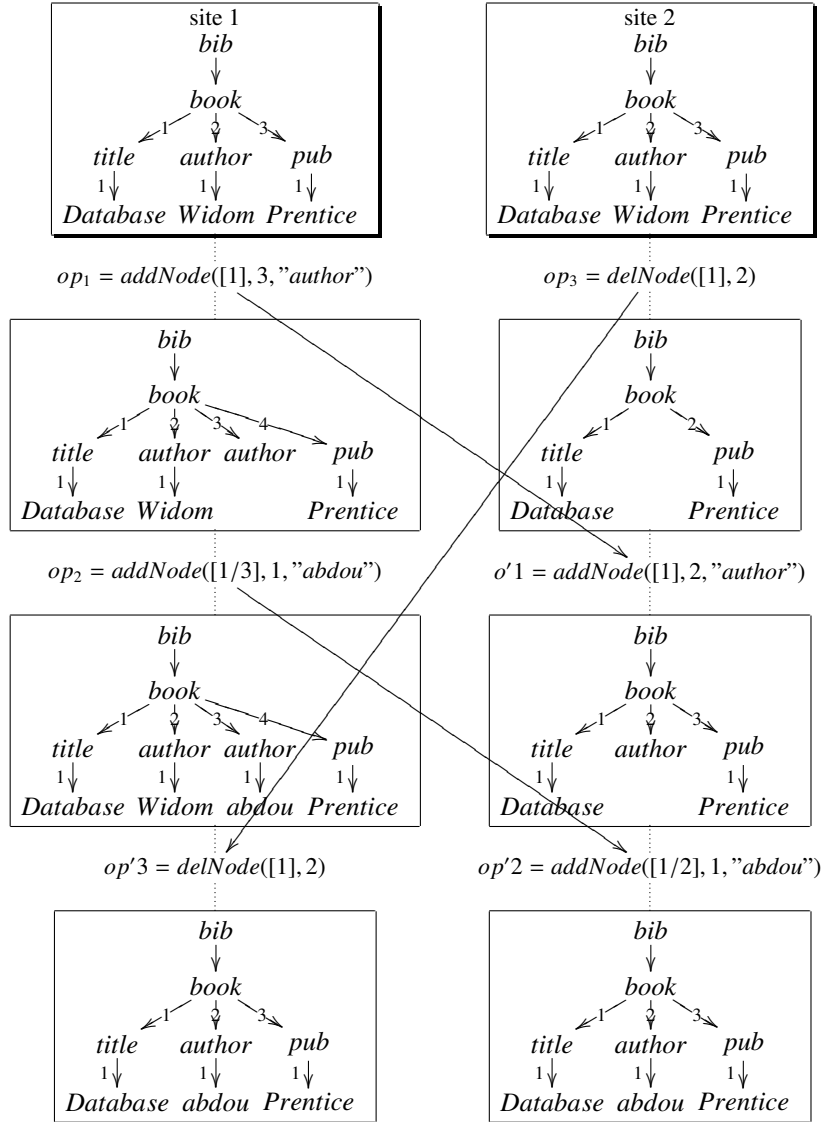 site 1 site 2
bib bib
book book
1 2 3 1 2 3
title author pub title author pub
1 1 1 1 1 1
Database Widom Prentice Database Widom Prentice
op1 = addNode([1], 3, ”author”) op3 = delNode([1], 2)
bib bib
book book
1 2 3 4 1 2
title author author pub title pub
1 1 1 1 1
Database Widom Prentice Database Prentice
op2 = addNode([1/3], 1, ”abdou”) o′1 = addNode([1], 2, ”author”)
bib bib
book book
1 2 3 4 1 2 3
title author author pub title author pub
1 1 1 1 1 1
Database Widom abdou Prentice Database Prentice
op′3 = delNode([1], 2) op′2 = addNode([1/2], 1, ”abdou”)
bib bib
book book
1 2 3 1 2 3
title author pub title author pub
1 1 1 1 1 1
Database abdou Prentice Database abdou Prentice